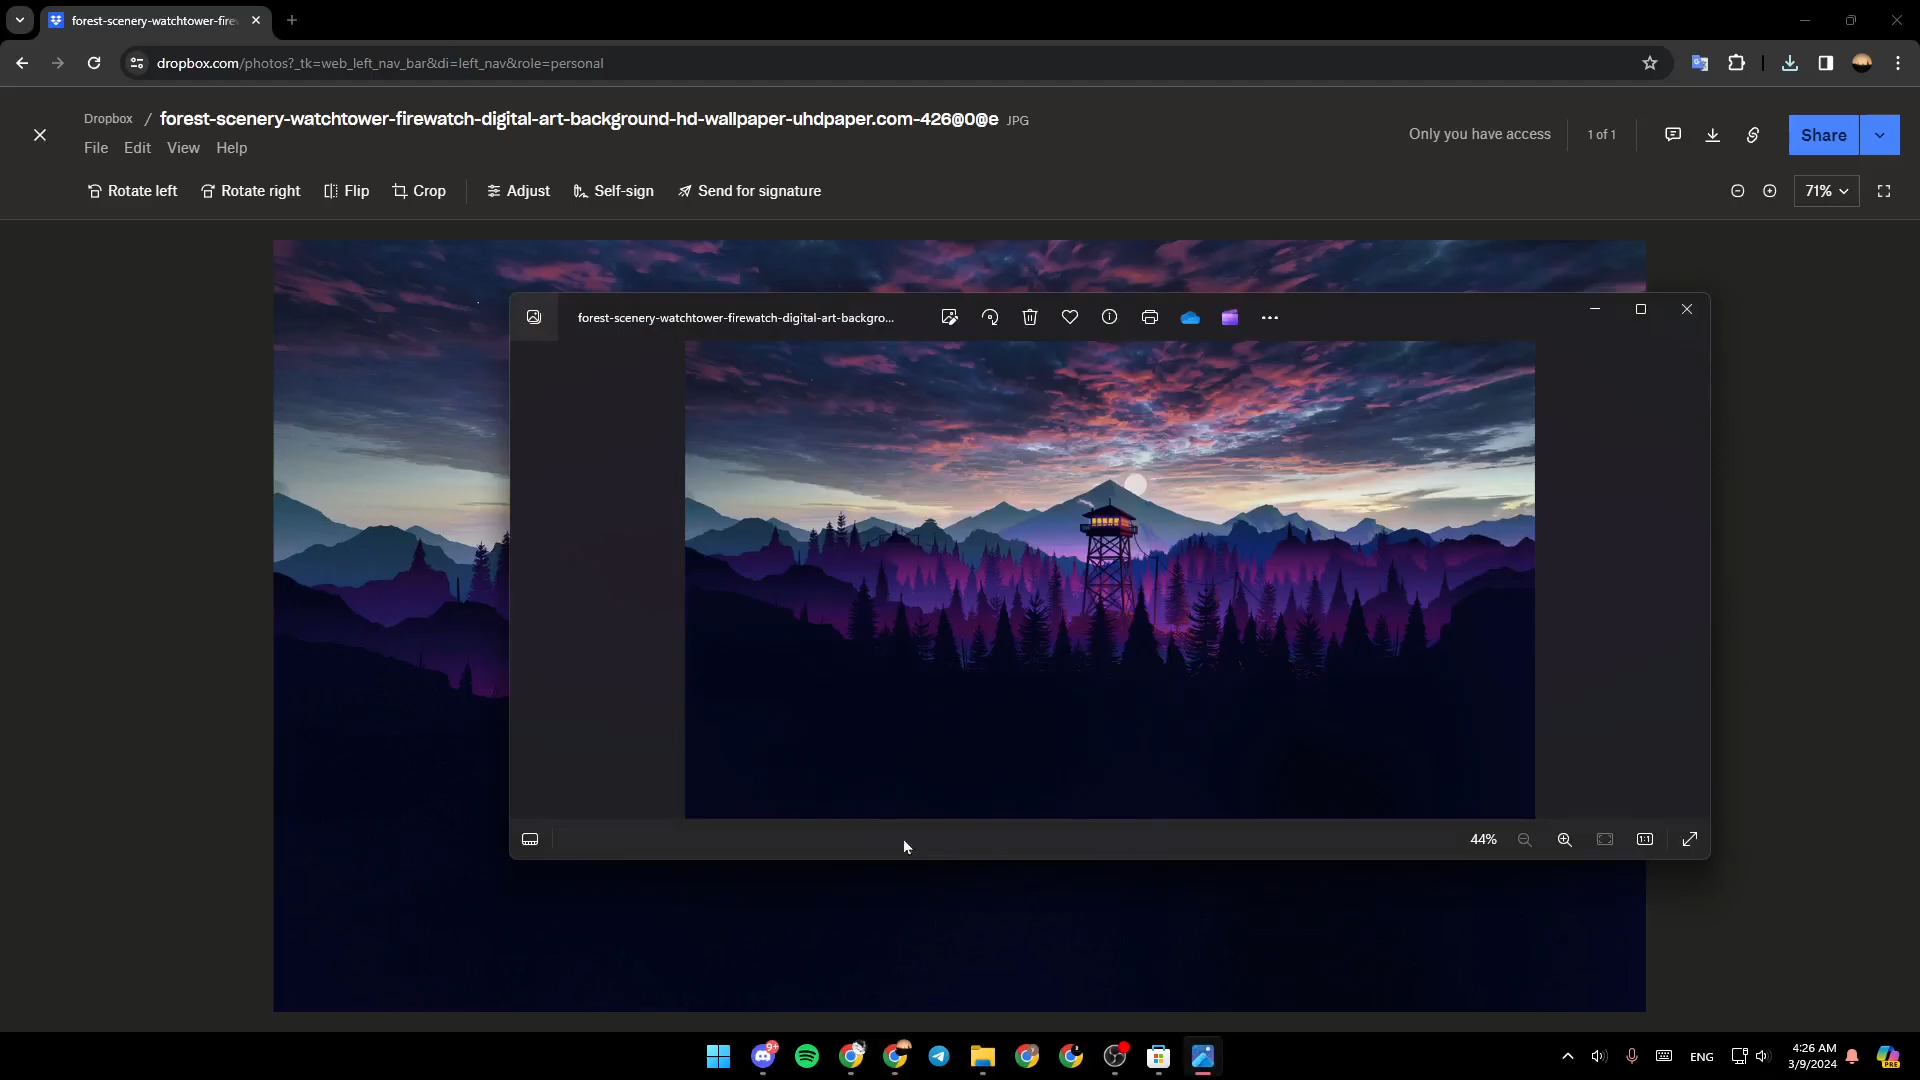 forest-scenery-watchtower-fire
dropbox.com/photos?_tk=web_left_nav_bar&di=left_nav&role=personal
Dropbox / forest-scenery-watchtower-firewatch-digital-art-background-hd-wallpaper-uhdpaper.com-426@0@e JPG
File Edit View Help
Only you have access
1 of 1
Share
Rotate left Rotate right Flip Crop Adjust Self-sign Send for signature
71%
forest-scenery-watchtower-firewatch-digital-art-backgro...
44%
9+
ENG
4:26 AM
3/9/2024
PRE